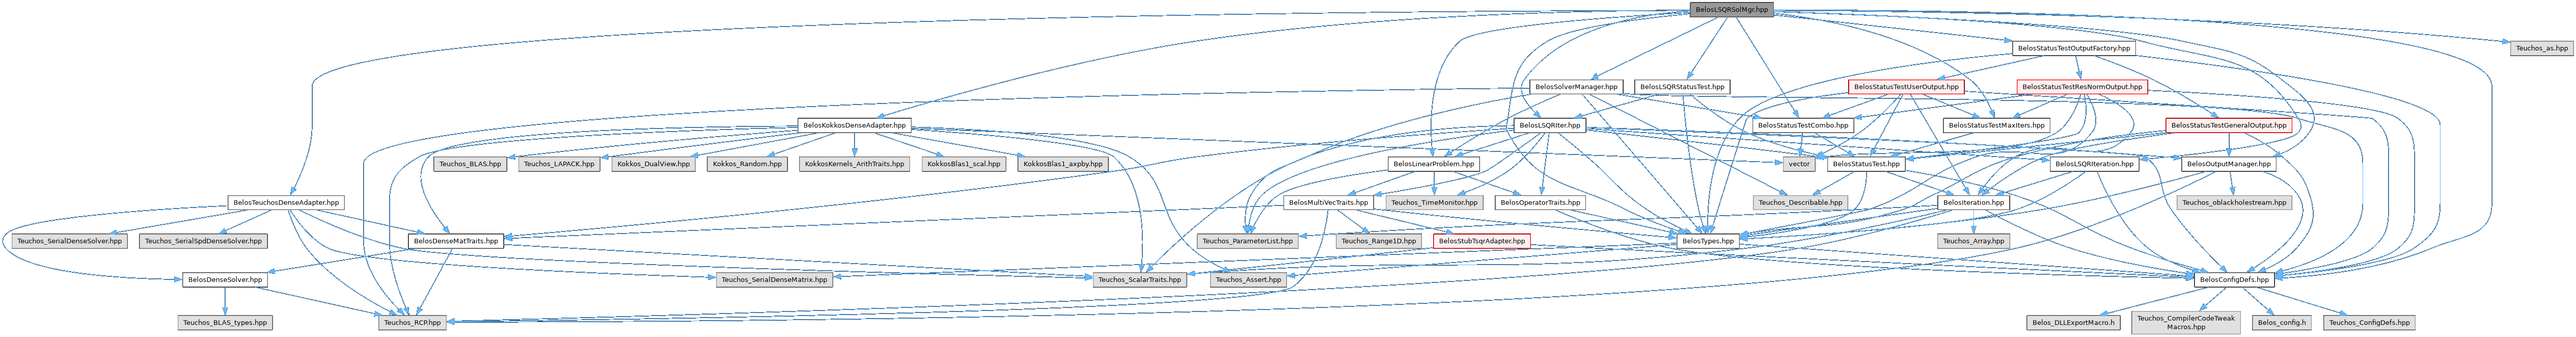 BelosLSQRSolMgr.hpp
BelosStatusTestOutputFactory.hpp
Teuchos_as.hpp
BelosSolverManager.hpp
BelosLSQRStatusTest.hpp
BelosStatusTestUserOutput.hpp
BelosStatusTestResNormOutput.hpp
BelosKokkosDenseAdapter.hpp
BelosLSQRIter.hpp
BelosStatusTestCombo.hpp
BelosStatusTestMaxIters.hpp
BelosStatusTestGeneralOutput.hpp
Teuchos_BLAS.hpp
Teuchos_LAPACK.hpp
Kokkos_DualView.hpp
Kokkos_Random.hpp
KokkosKernels_ArithTraits.hpp
KokkosBlas1_scal.hpp
KokkosBlas1_axpby.hpp
BelosLinearProblem.hpp
vector
BelosStatusTest.hpp
BelosLSQRIteration.hpp
BelosOutputManager.hpp
BelosTeuchosDenseAdapter.hpp
BelosMultiVecTraits.hpp
Teuchos_TimeMonitor.hpp
BelosOperatorTraits.hpp
Teuchos_Describable.hpp
BelosIteration.hpp
Teuchos_oblackholestream.hpp
Teuchos_SerialDenseSolver.hpp
Teuchos_SerialSpdDenseSolver.hpp
BelosDenseMatTraits.hpp
Teuchos_ParameterList.hpp
Teuchos_Range1D.hpp
BelosStubTsqrAdapter.hpp
BelosTypes.hpp
Teuchos_Array.hpp
BelosDenseSolver.hpp
Teuchos_SerialDenseMatrix.hpp
Teuchos_ScalarTraits.hpp
Teuchos_Assert.hpp
BelosConfigDefs.hpp
Teuchos_BLAS_types.hpp
Teuchos_RCP.hpp
Belos_DLLExportMacro.h
Teuchos_CompilerCodeTweak
Macros.hpp
Belos_config.h
Teuchos_ConfigDefs.hpp